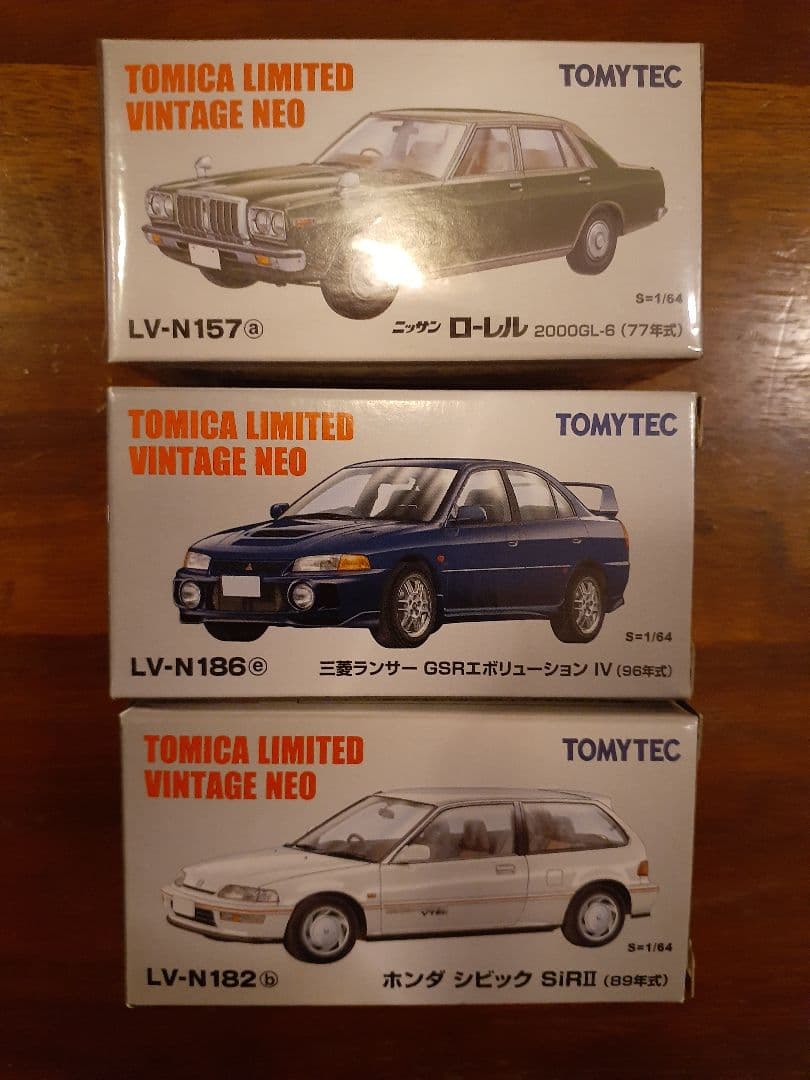 TOMICA LIMITED
VINTAGE NEO
TOMYTEC
S=1/64
LV-N157ⓐ
ニッサン ローレル 2000GL-6 (77年式)
TOMICA LIMITED
VINTAGE NEO
TOMYTEC
S=1/64
LV-N186ⓔ
三菱ランサー GSRエボリューション IV (96年式)
TOMICA LIMITED
VINTAGE NEO
TOMYTEC
VTEC
S=1/64
LV-N182ⓑ
ホンダ シビック SiRII (89年式)